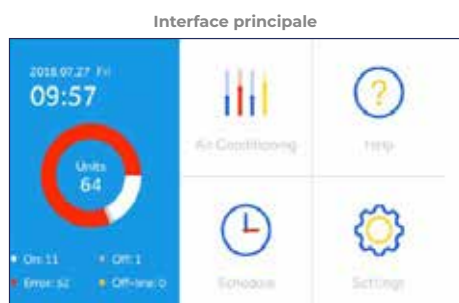 Interface principale
2018.07.27 Fri
09:57
Units
64
On: 11
Off: 1
Error: 52
Off-line: 0
Air Conditioning
Help
Schedule
Settings